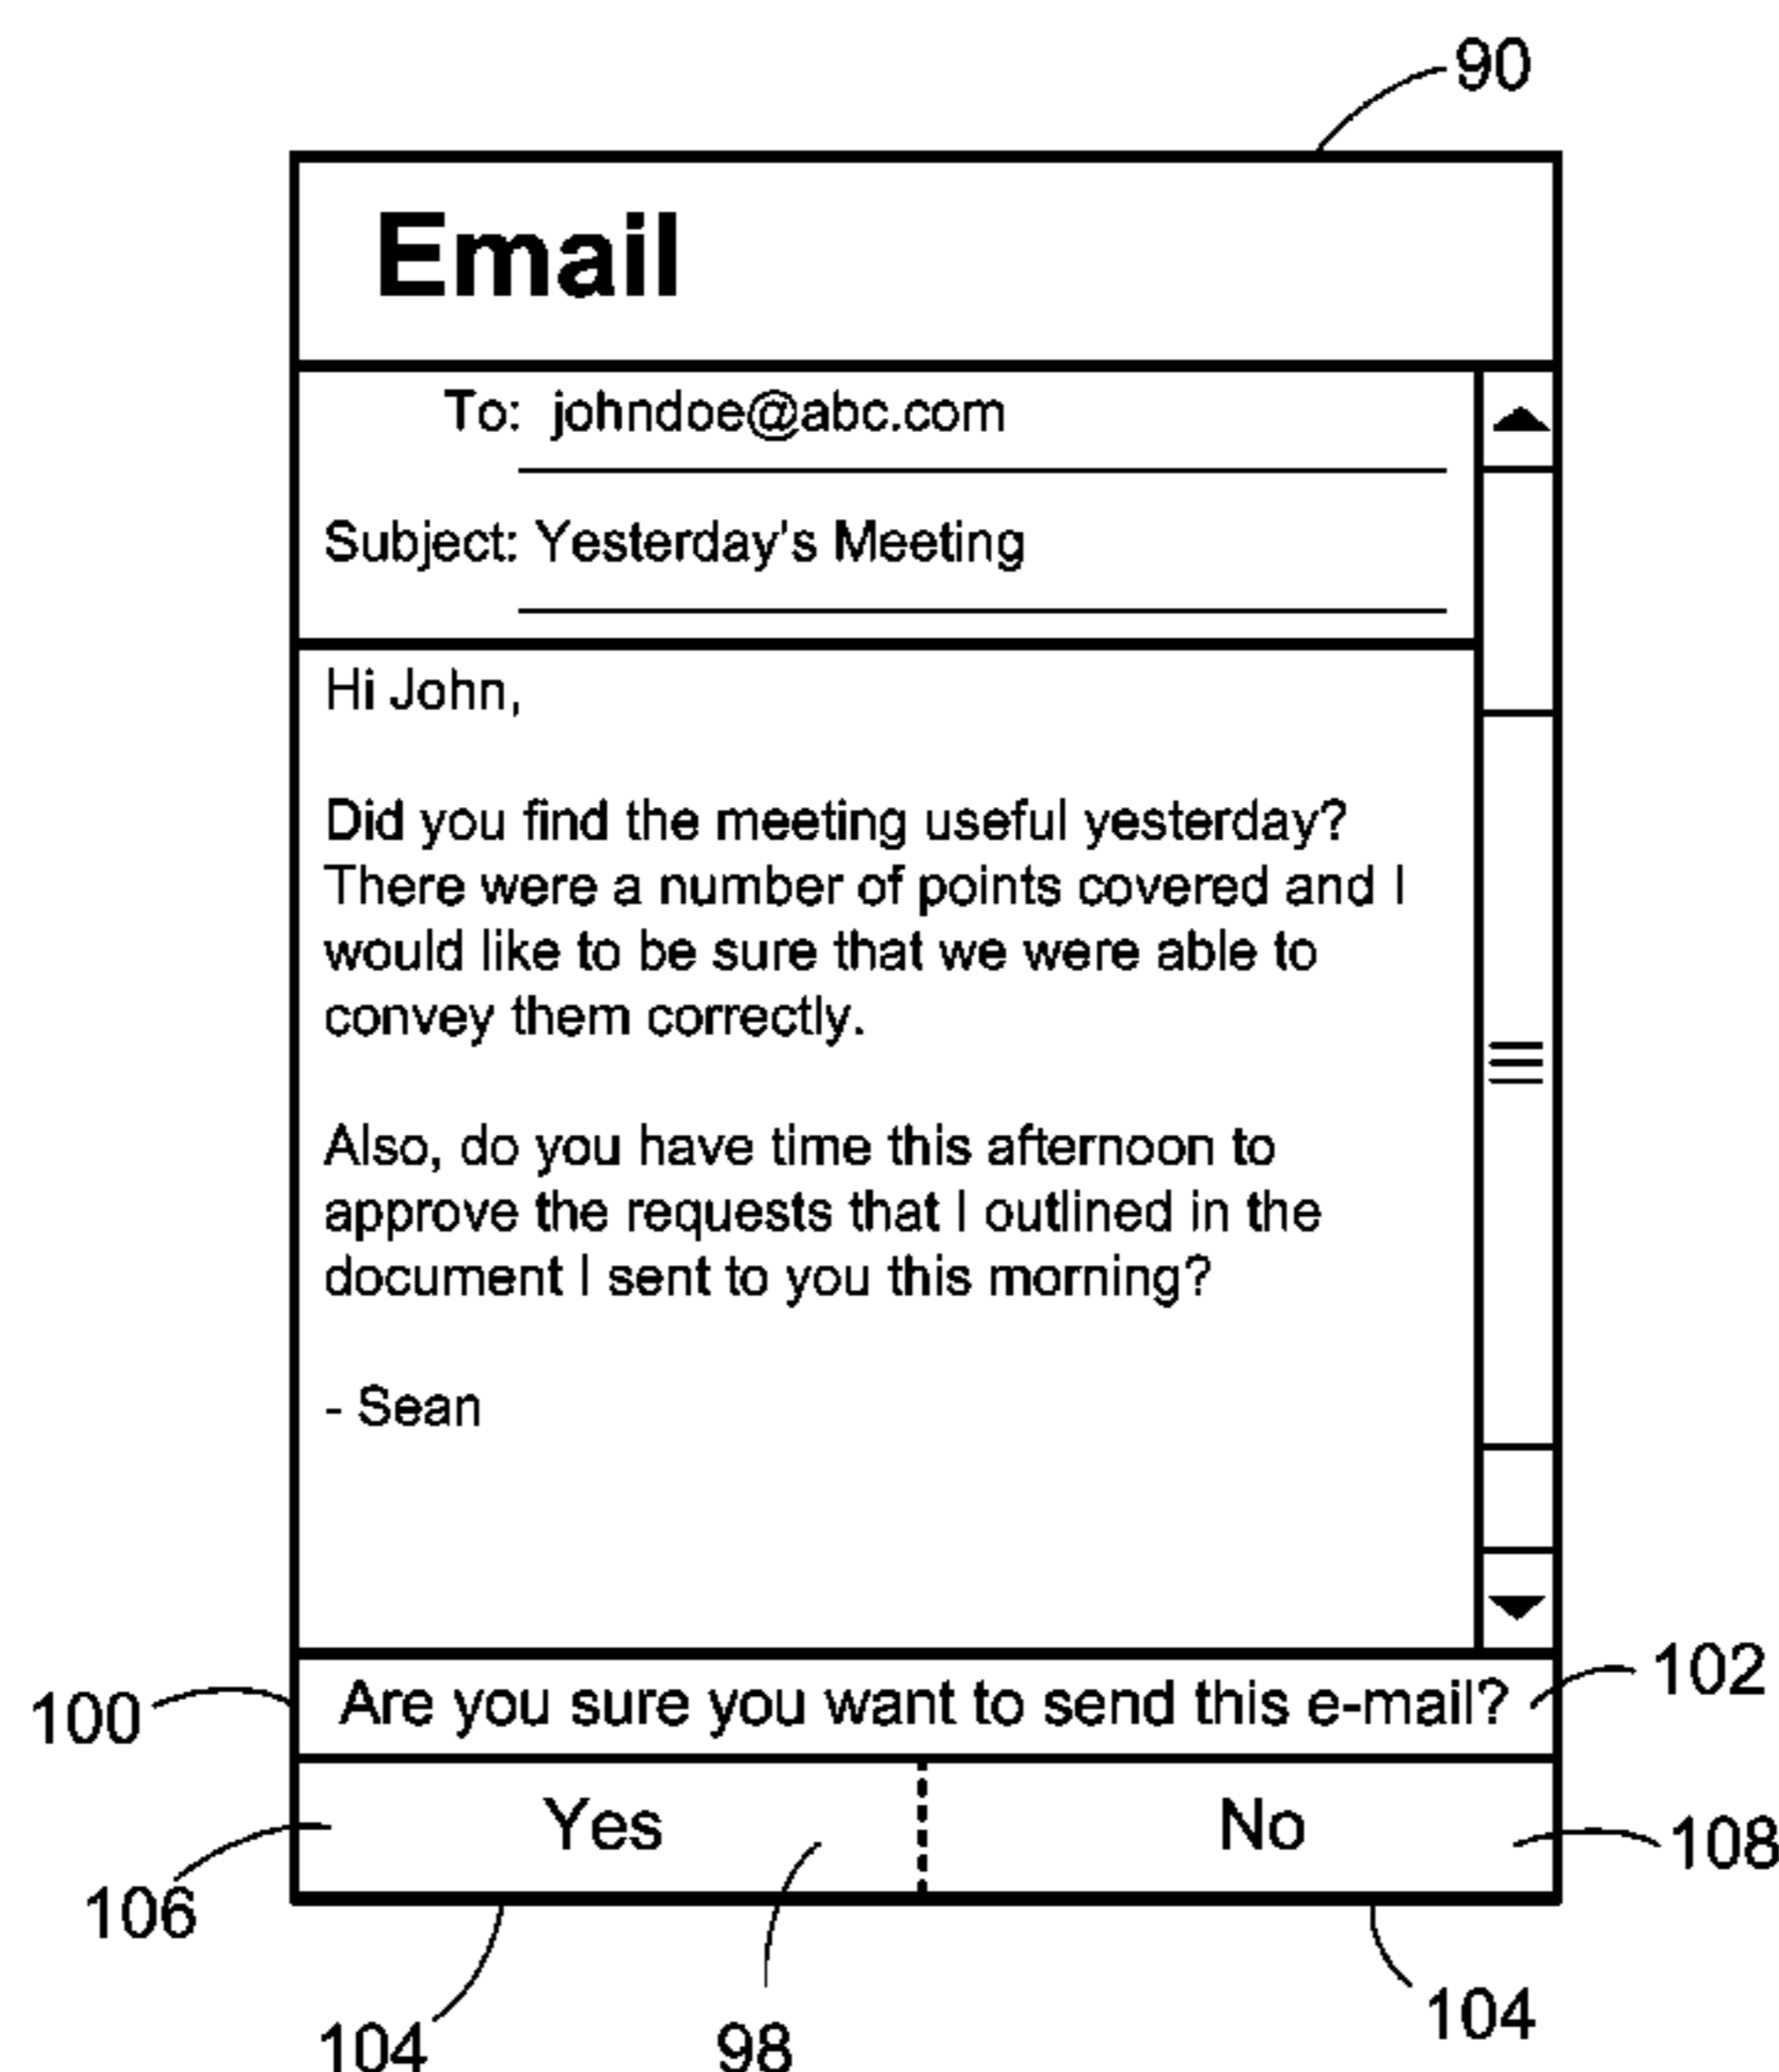 90
Email
To: johndoe@abc.com
Subject: Yesterday's Meeting
Hi John,
Did you find the meeting useful yesterday?
There were a number of points covered and I
would like to be sure that we were able to
convey them correctly.
Also, do you have time this afternoon to
approve the requests that I outlined in the
document I sent to you this morning?
- Sean
100
Are you sure you want to send this e-mail?
102
Yes
No
106
108
104
98
104